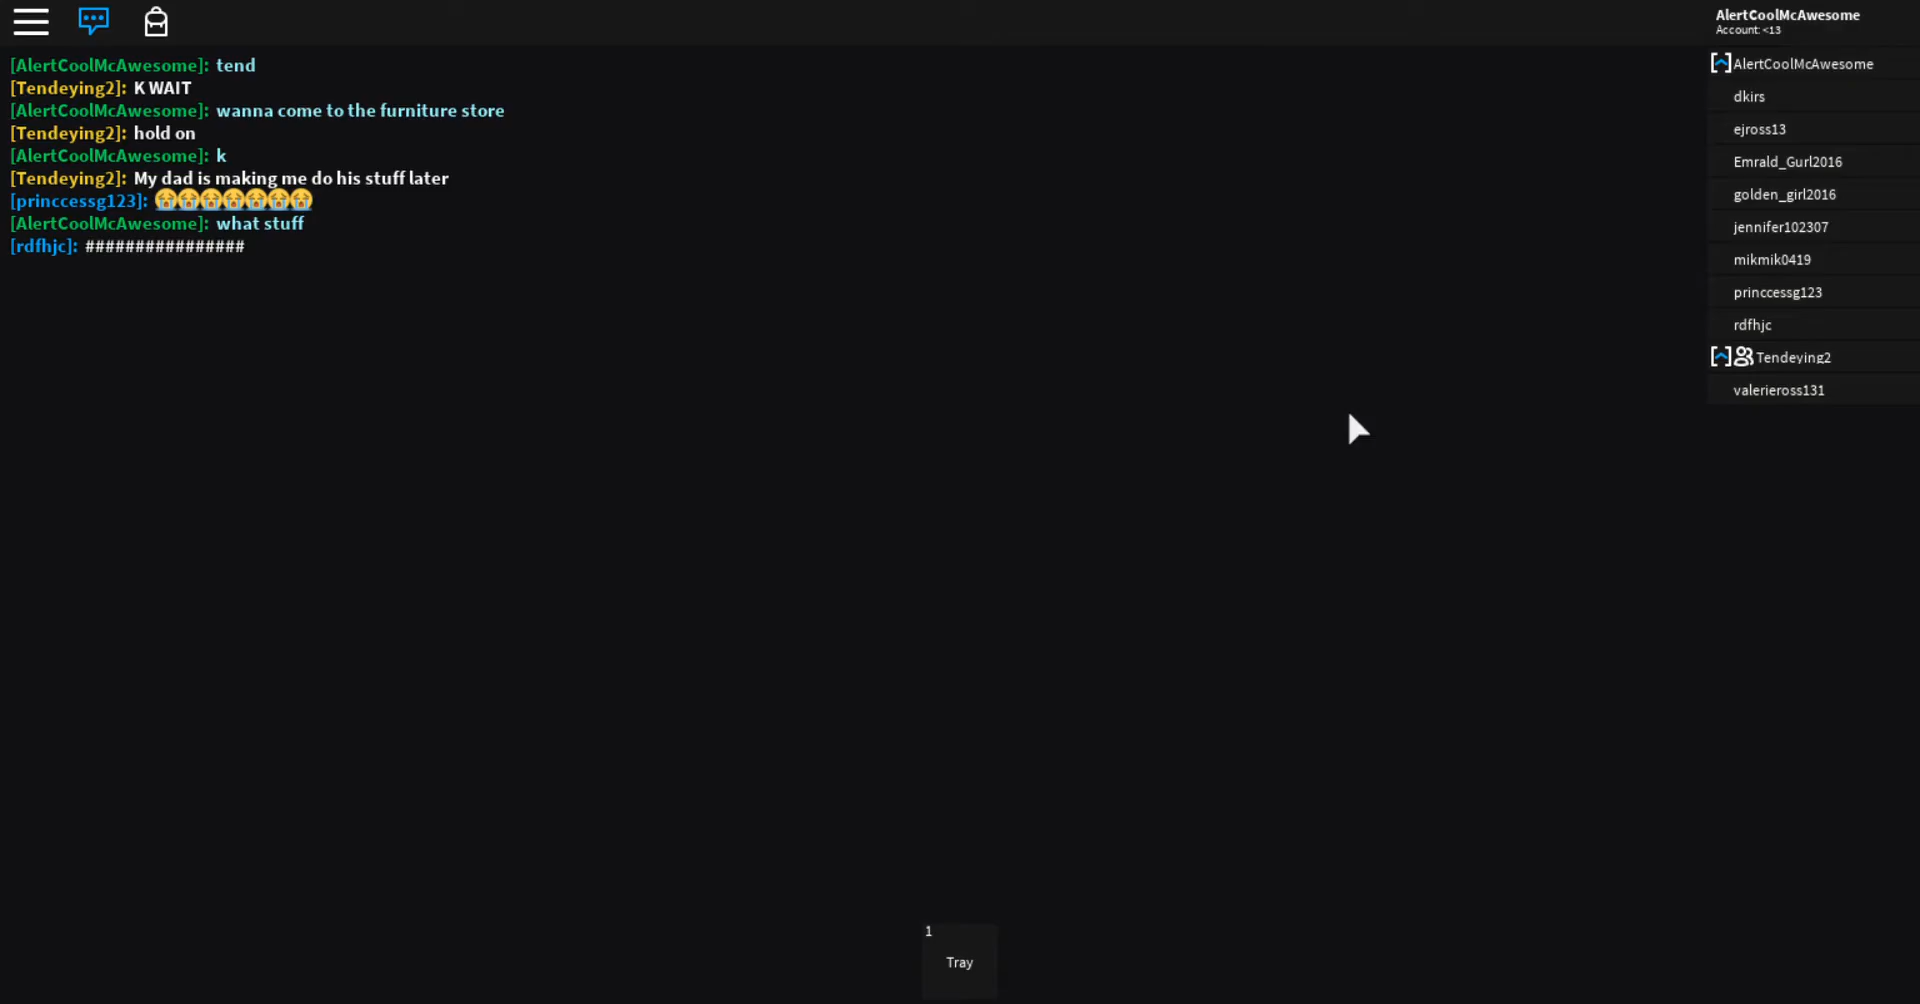 AlertCoolMcAwesome
Account: <13
[AlertCoolMcAwesome]: tend
[Tendeying2]: K WAIT
[AlertCoolMcAwesome]: wanna come to the furniture store
[Tendeying2]: hold on
[AlertCoolMcAwesome]: k
[Tendeying2]: My dad is making me do his stuff later
[princcessg123]: 😭😭😭😭😭😭😭
[AlertCoolMcAwesome]: what stuff
[rdfhjc]: ################
AlertCoolMcAwesome
dkirs
ejross13
Emrald_Gurl2016
golden_girl2016
jennifer102307
mikmik0419
princcessg123
rdfhjc
Tendeying2
valerieross131
1
Tray